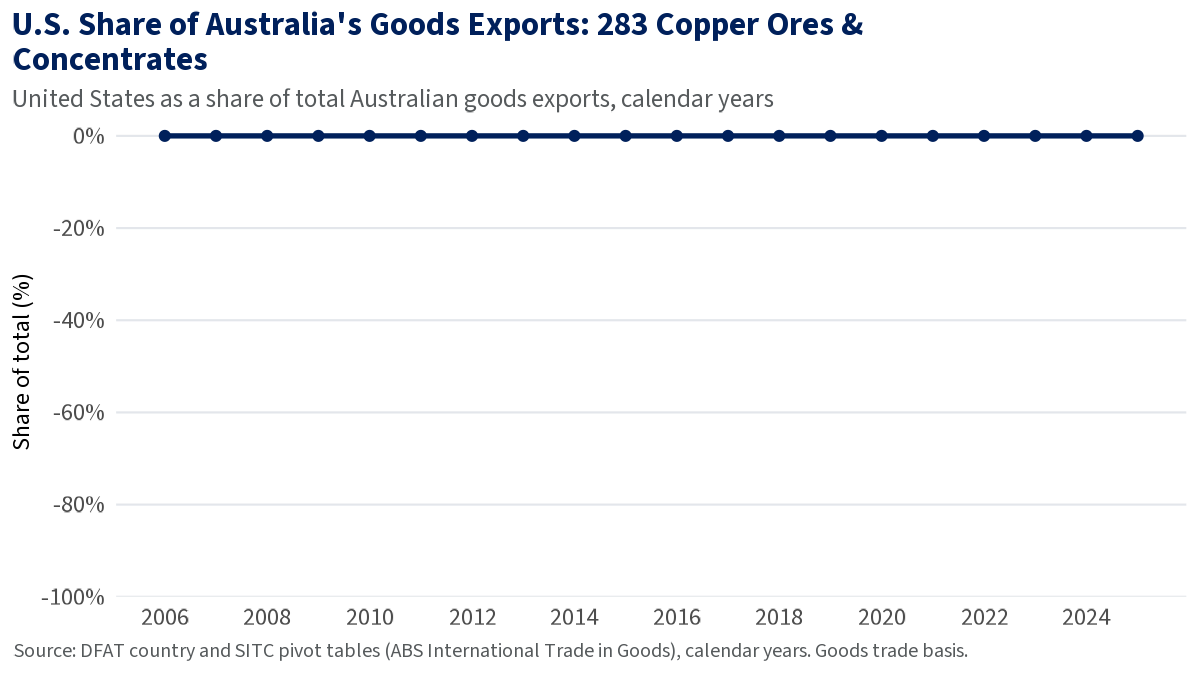 U.S. Share of Australia's Goods Exports: 283 Copper Ores &
Concentrates
United States as a share of total Australian goods exports, calendar years
Share of total (%)
0%
-20%
-40%
-60%
-80%
-100%
2006 2008 2010 2012 2014 2016 2018 2020 2022 2024
Source: DFAT country and SITC pivot tables (ABS International Trade in Goods), calendar years. Goods trade basis.